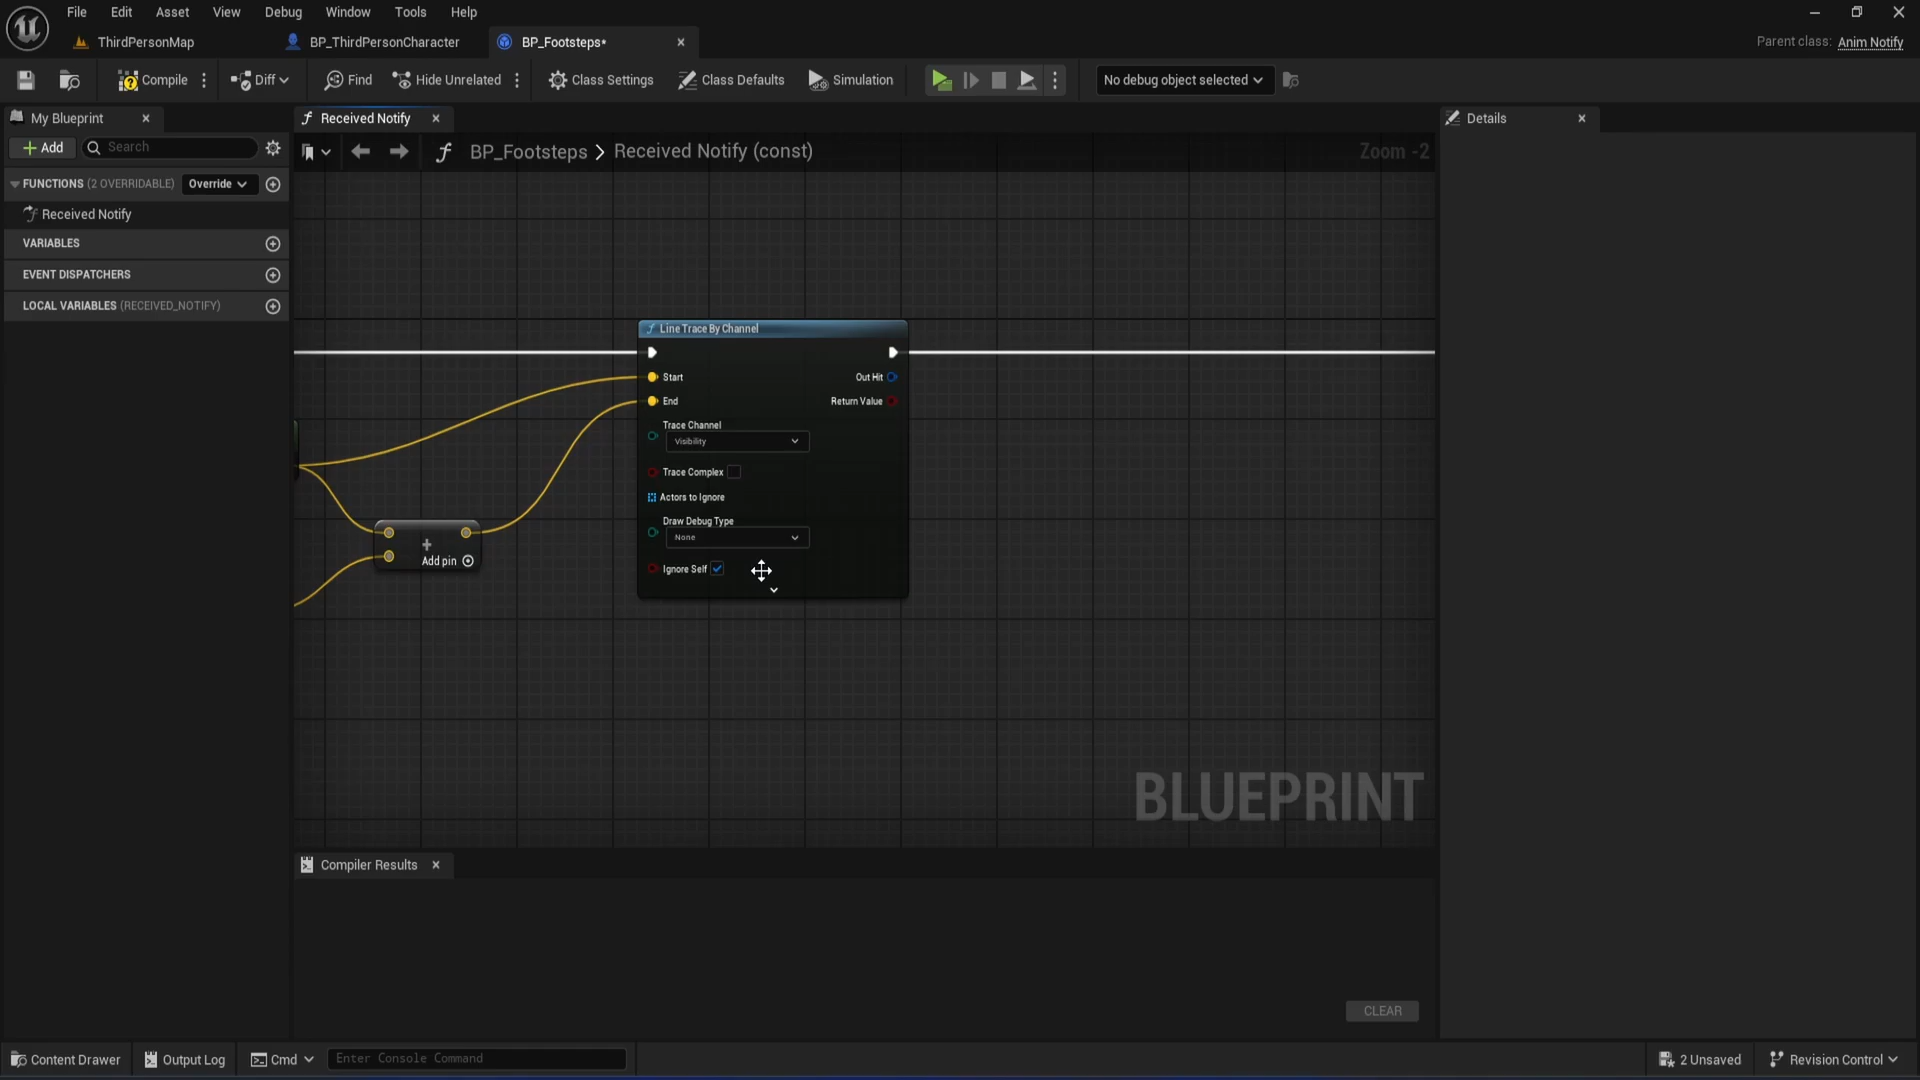 File Edit Asset View Debug Window Tools Help
ThirdPersonMap BP_ThirdPersonCharacter BP_Footsteps* Parent class: Anim Notify
Compile Diff Find Hide Unrelated Class Settings Class Defaults Simulation No debug object selected
My Blueprint Received Notify Details
Add Search BP_Footsteps > Received Notify (const) Zoom -2
FUNCTIONS (2 OVERRIDABLE) Override
Received Notify
VARIABLES
EVENT DISPATCHERS
LOCAL VARIABLES (RECEIVED_NOTIFY)
Line Trace By Channel
Start Out Hit
End Return Value
Trace Channel
Visibility
Trace Complex
Actors to Ignore
Draw Debug Type
None
Add pin
Ignore Self
BLUEPRINT
Compiler Results
CLEAR
Content Drawer Output Log Cmd Enter Console Command 2 Unsaved Revision Control